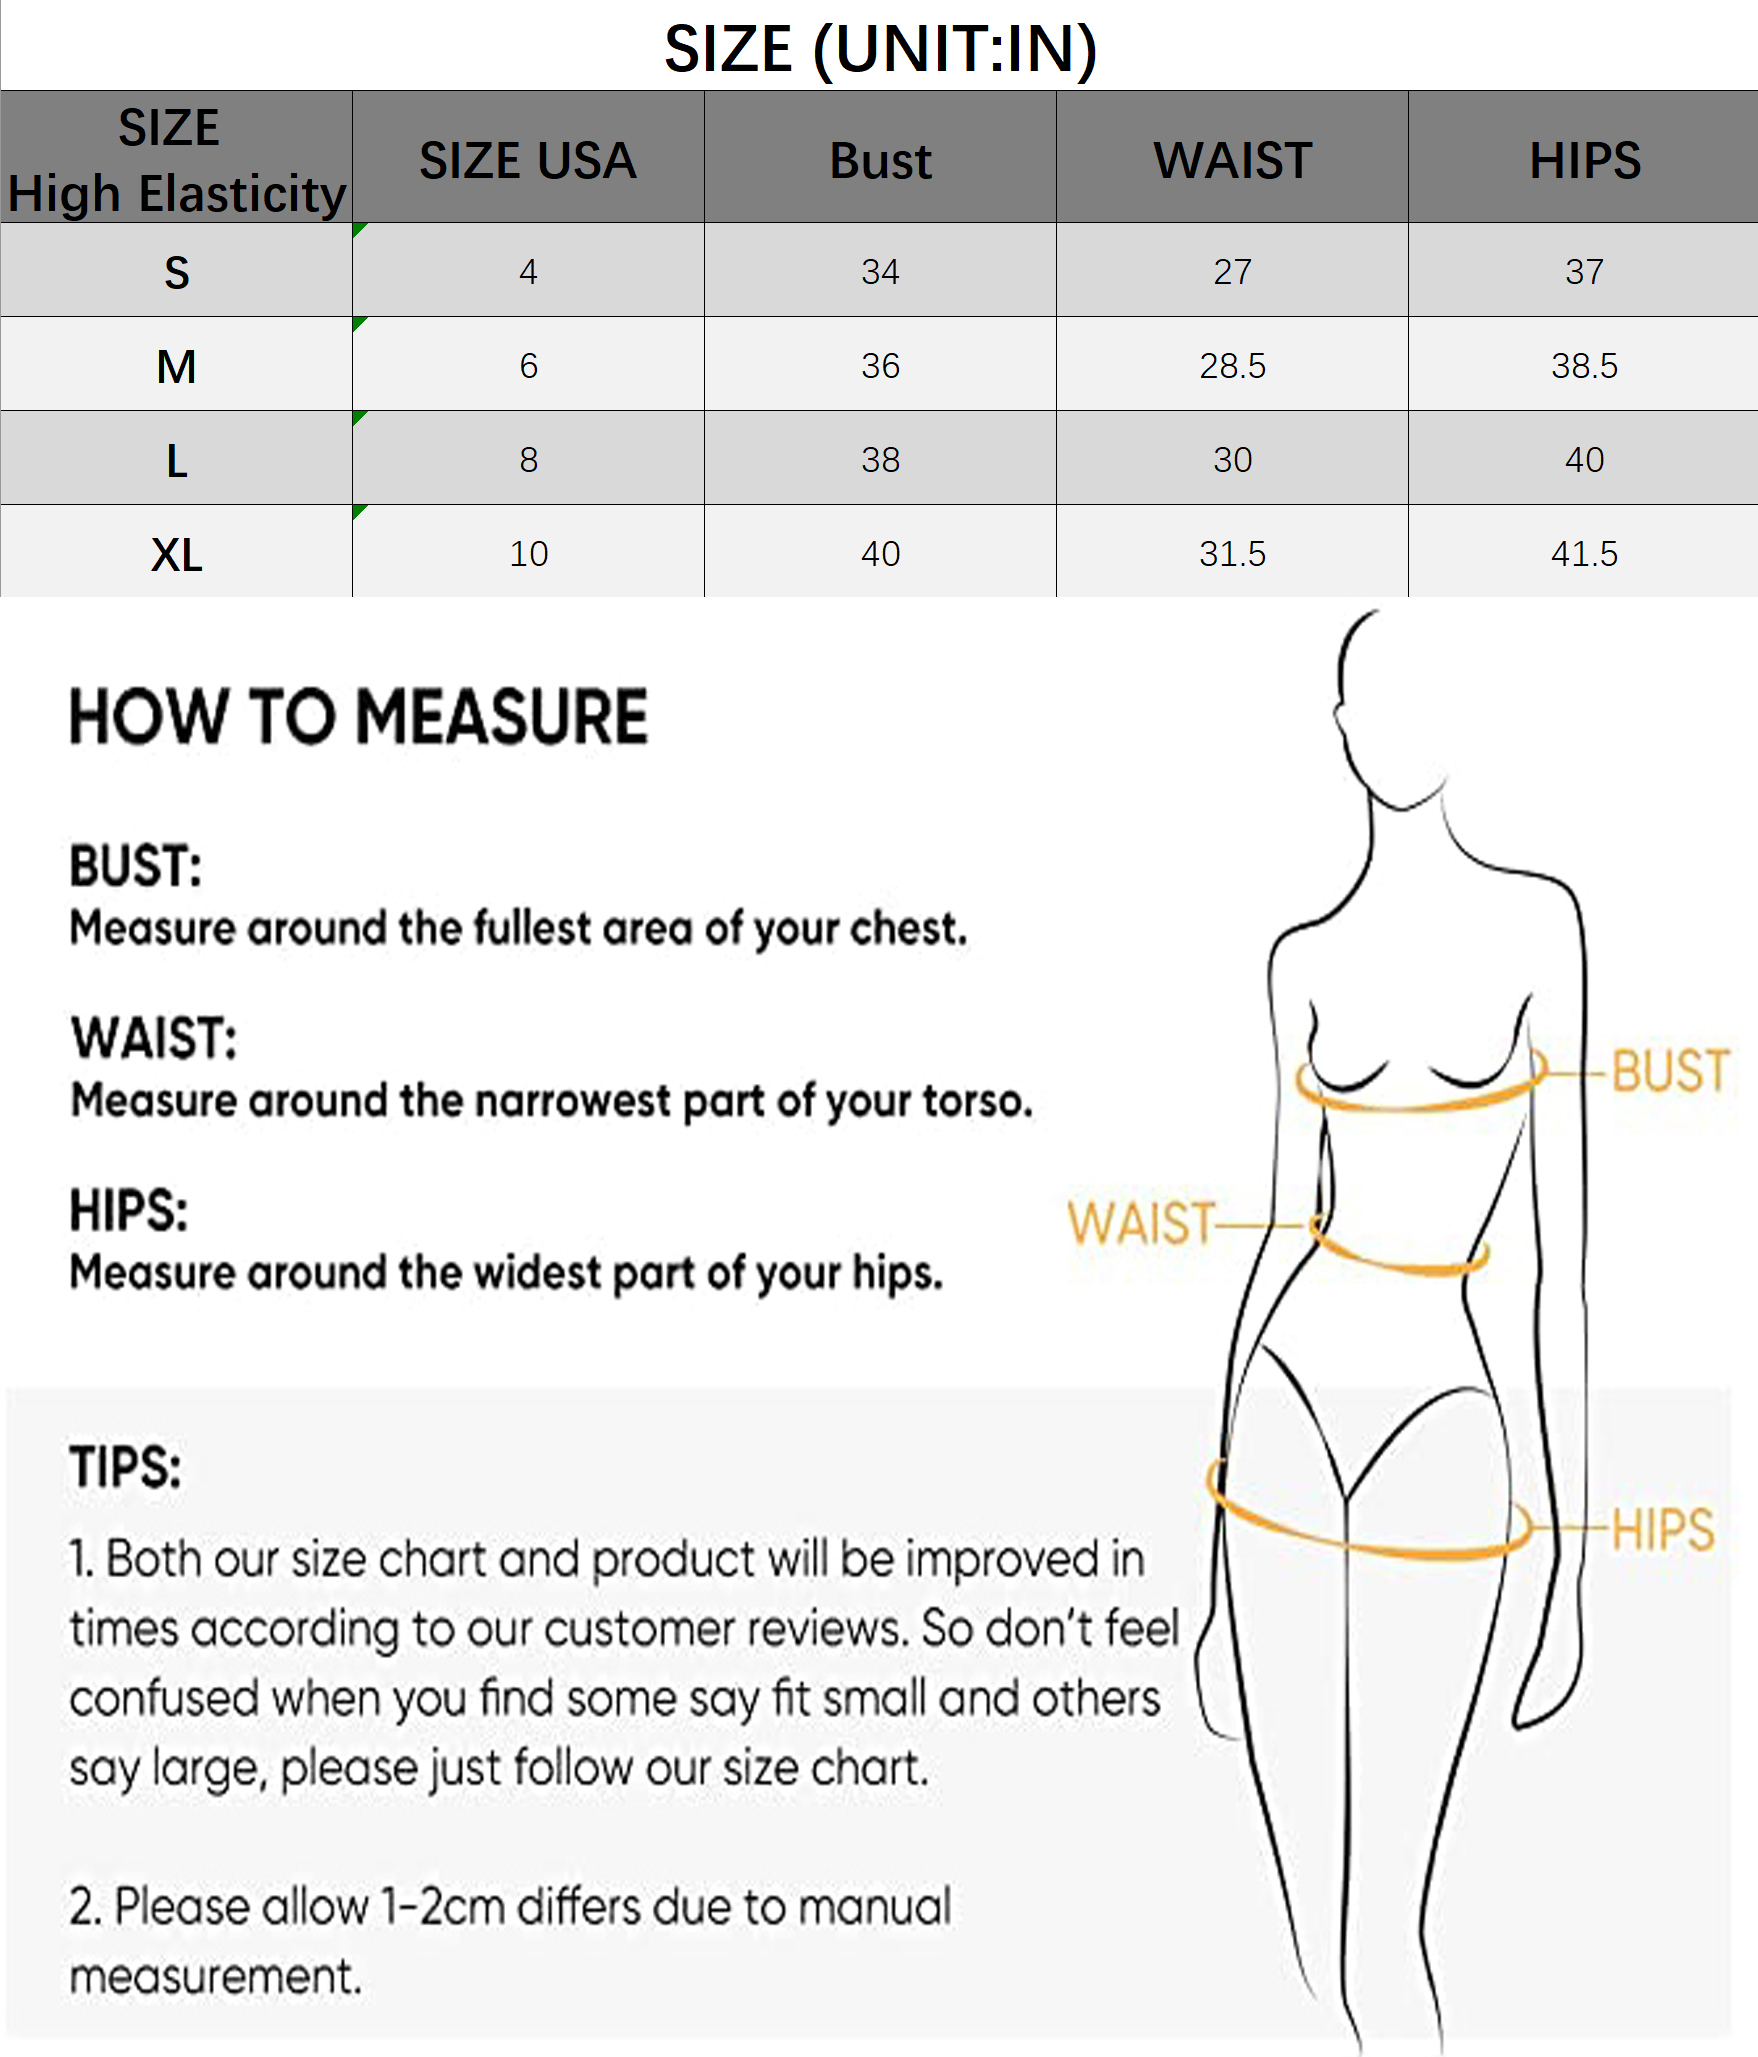 SIZE (UNIT:IN)
SIZE
High Elasticity
SIZE USA
Bust
WAIST
HIPS
S 4 34 27 37
M 6 36 28.5 38.5
L 8 38 30 40
XL 10 40 31.5 41.5
HOW TO MEASURE
BUST:
Measure around the fullest area of your chest.
WAIST:
Measure around the narrowest part of your torso.
HIPS:
Measure around the widest part of your hips.
BUST
WAIST
HIPS
TIPS:
1. Both our size chart and product will be improved in
times according to our customer reviews. So don't feel
confused when you find some say fit small and others
say large, please just follow our size chart.
2. Please allow 1-2cm differs due to manual
measurement.